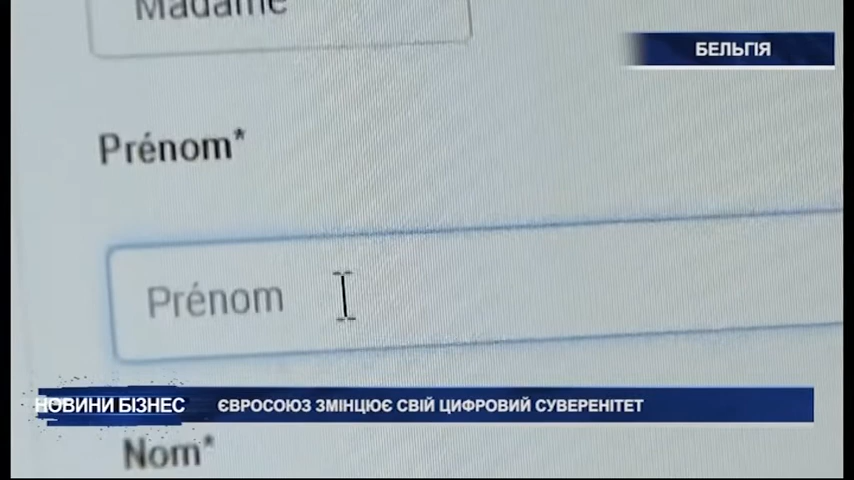 Madame
БЕЛЬГІЯ
Prénom*
Prénom
НОВИНИ БІЗНЕС
ЄВРОСОЮЗ ЗМІНЦЮЄ СВІЙ ЦИФРОВИЙ СУВЕРЕНІТЕТ
Nom*